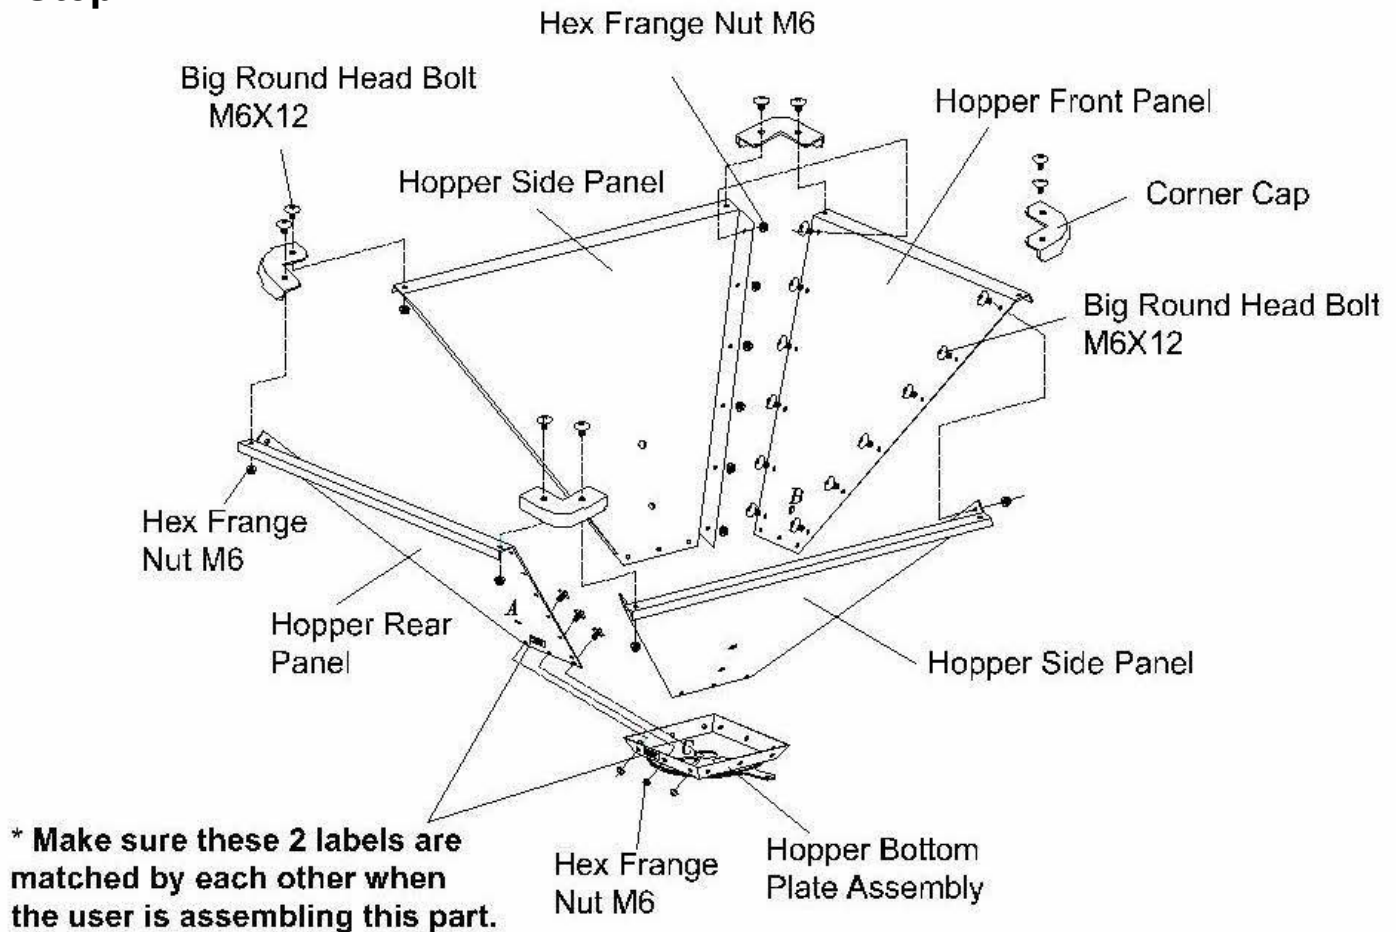 Hex Frange Nut M6
Big Round Head Bolt
M6X12
Hopper Front Panel
Hopper Side Panel
Corner Cap
Big Round Head Bolt
M6X12
B
Hex Frange
Nut M6
A
Hopper Rear
Panel
Hopper Side Panel
C
* Make sure these 2 labels are
matched by each other when
the user is assembling this part.
Hex Frange
Nut M6
Hopper Bottom
Plate Assembly